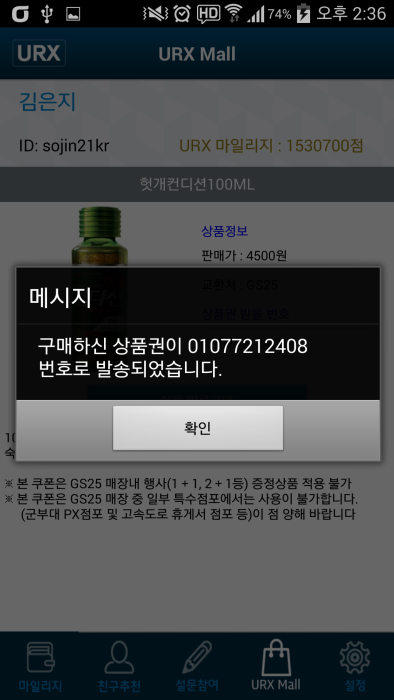 74% 오후 2:36
URX URX Mall
김은지
ID: sojin21kr URX 마일리지 : 1530700점
헛개컨디션100ML
상품정보
판매가 : 4500원
교환처 : GS25
상품권 받을 번호
메시지
구매하신 상품권이 01077212408
번호로 발송되었습니다.
확인
10
숙
※ 본 쿠폰은 GS25 매장내 행사(1 + 1, 2 + 1등) 증정상품 적용 불가
※ 본 쿠폰은 GS25 매장 중 일부 특수점포에서는 사용이 불가합니다.
(군부대 PX점포 및 고속도로 휴게서 점포 등)이 점 양해 바랍니다
마일리지 친구추천 설문참여 URX Mall 설정